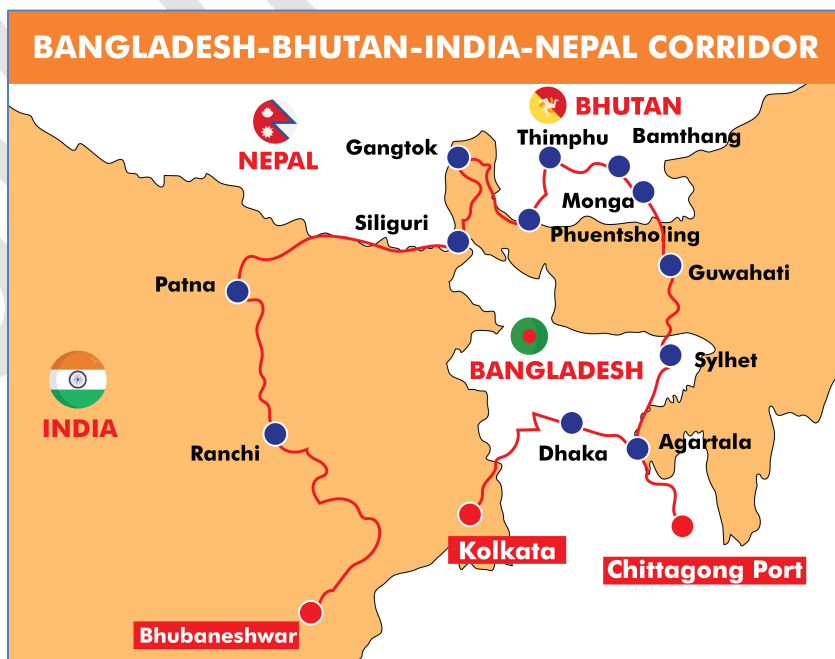 BANGLADESH-BHUTAN-INDIA-NEPAL CORRIDOR
BHUTAN
NEPAL
Thimphu
Bamthang
Gangtok
Monga
Siliguri
Phuentsholing
Guwahati
Patna
BANGLADESH
Sylhet
INDIA
Ranchi
Dhaka
Agartala
Kolkata
Chittagong Port
Bhubaneshwar